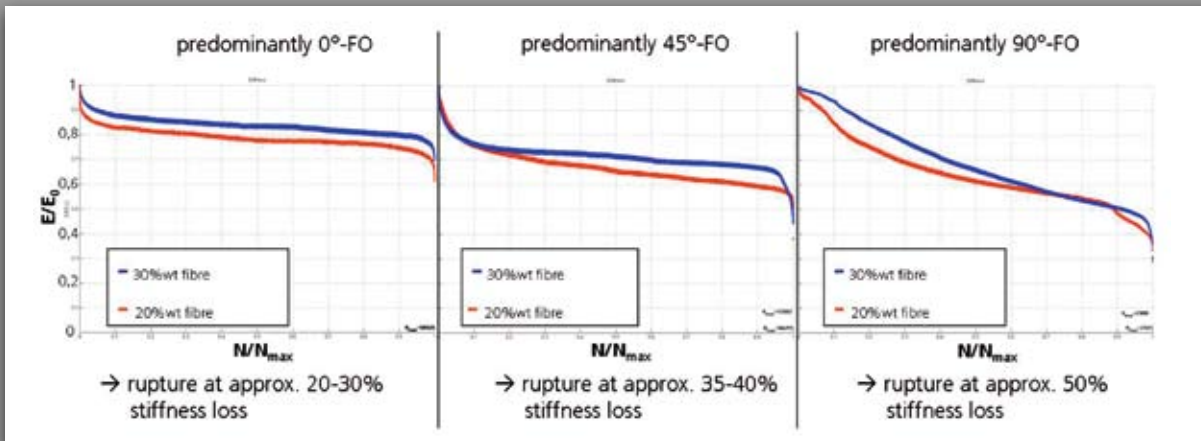 predominantly 0°-FO
predominantly 45°-FO
predominantly 90°-FO
1
0,8
0,6
0,4
0,2
0
E/E0
30%wt fibre
20%wt fibre
30%wt fibre
20%wt fibre
30%wt fibre
20%wt fibre
N/Nmax
N/Nmax
N/Nmax
→ rupture at approx. 20-30%
stiffness loss
→ rupture at approx. 35-40%
stiffness loss
→ rupture at approx. 50%
stiffness loss